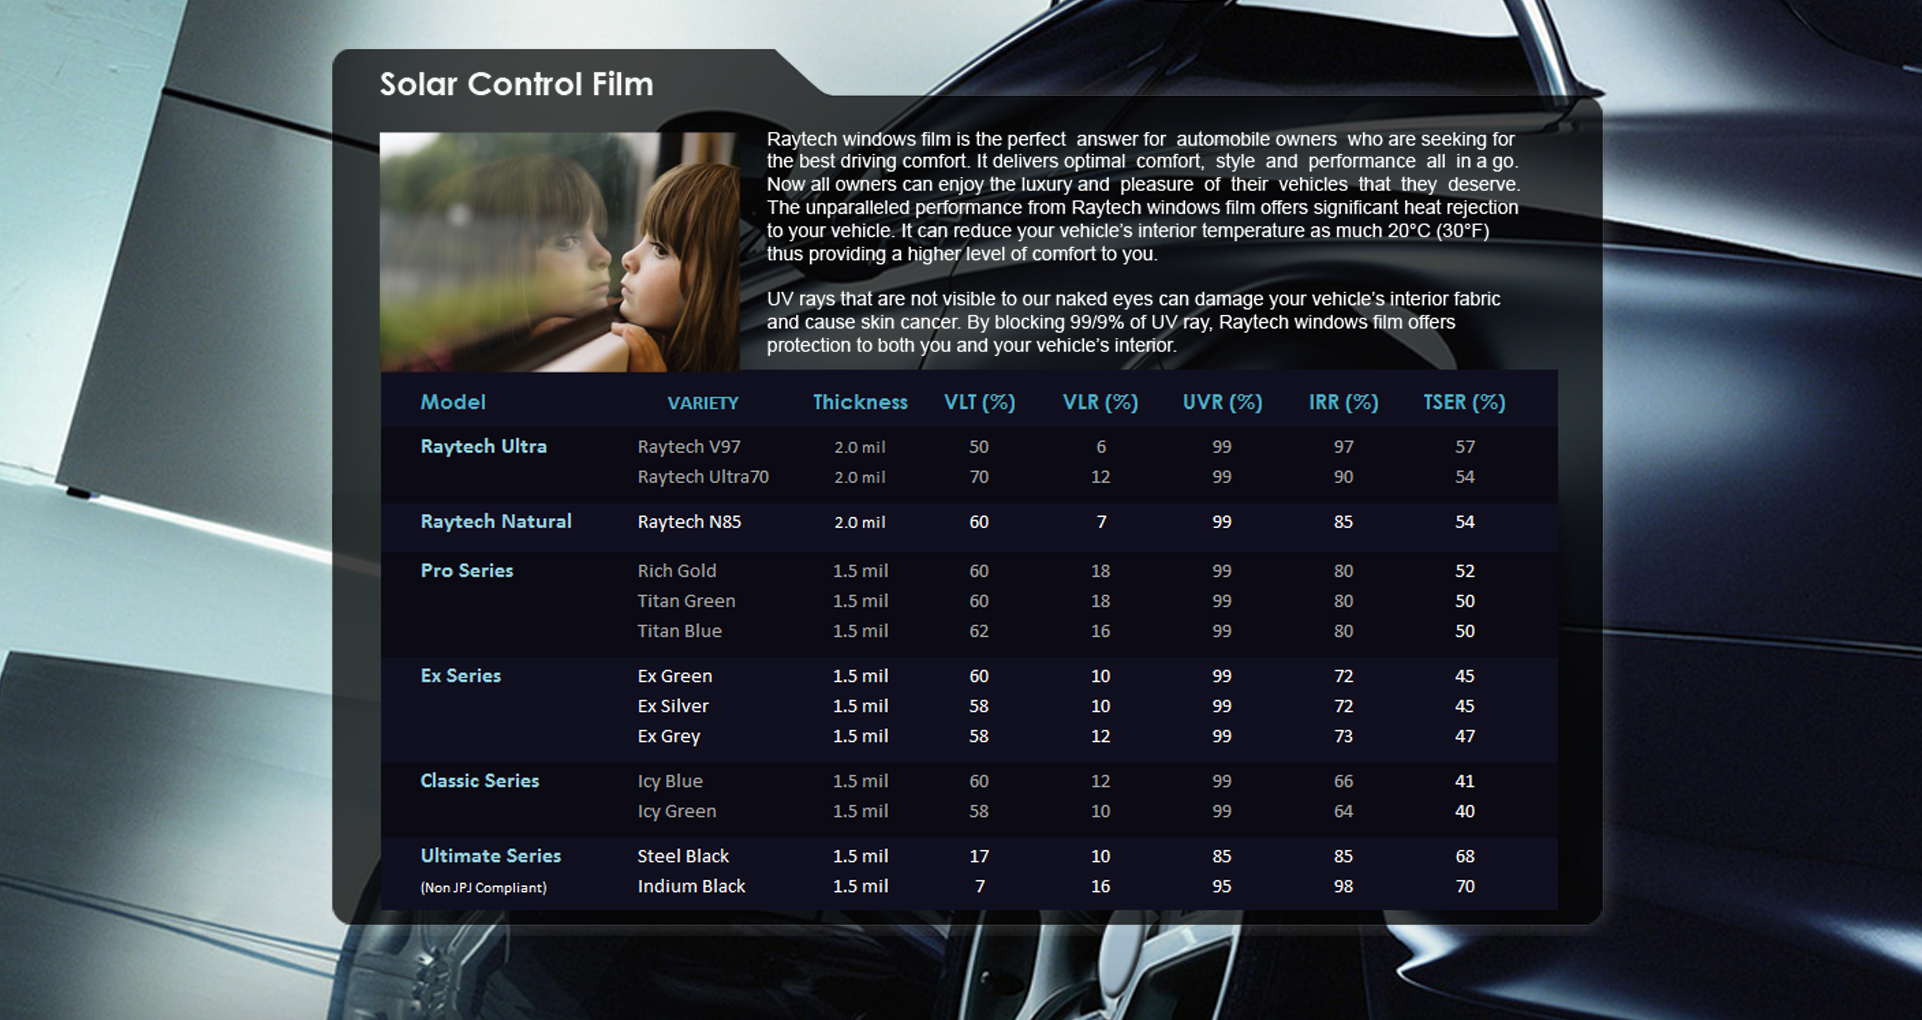 Solar Control Film
Raytech windows film is the perfect answer for automobile owners who are seeking for
the best driving comfort. It delivers optimal comfort, style and performance all in a go.
Now all owners can enjoy the luxury and pleasure of their vehicles that they deserve.
The unparalleled performance from Raytech windows film offers significant heat rejection
to your vehicle. It can reduce your vehicle's interior temperature as much 20°C (30°F)
thus providing a higher level of comfort to you.
UV rays that are not visible to our naked eyes can damage your vehicle's interior fabric
and cause skin cancer. By blocking 99/9% of UV ray, Raytech windows film offers
protection to both you and your vehicle's interior.
Model VARIETY Thickness VLT (%) VLR (%) UVR (%) IRR (%) TSER (%)
Raytech Ultra Raytech V97 2.0 mil 50 6 99 97 57
Raytech Ultra70 2.0 mil 70 12 99 90 54
Raytech Natural Raytech N85 2.0 mil 60 7 99 85 54
Pro Series Rich Gold 1.5 mil 60 18 99 80 52
Titan Green 1.5 mil 60 18 99 80 50
Titan Blue 1.5 mil 62 16 99 80 50
Ex Series Ex Green 1.5 mil 60 10 99 72 45
Ex Silver 1.5 mil 58 10 99 72 45
Ex Grey 1.5 mil 58 12 99 73 47
Classic Series Icy Blue 1.5 mil 60 12 99 66 41
Icy Green 1.5 mil 58 10 99 64 40
Ultimate Series Steel Black 1.5 mil 17 10 85 85 68
(Non JPJ Compliant) Indium Black 1.5 mil 7 16 95 98 70